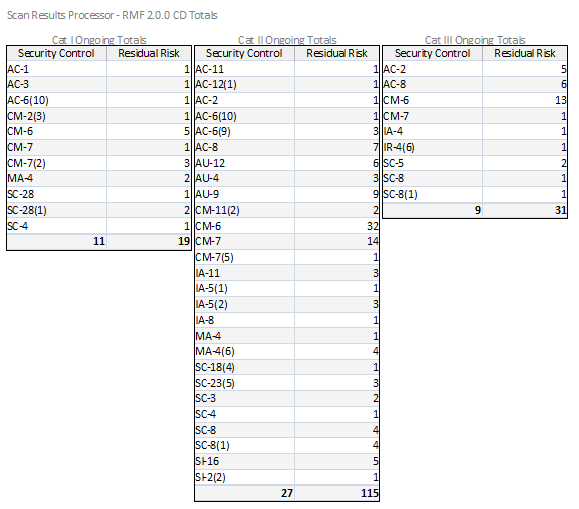 Scan Results Processor - RMF 2.0.0 CD Totals
Cat I Ongoing Totals
Security Control Residual Risk
AC-1 1
AC-3 1
AC-6(10) 1
CM-2(3) 1
CM-6 5
CM-7 1
CM-7(2) 3
MA-4 2
SC-28 1
SC-28(1) 2
SC-4 1
11 19
Cat II Ongoing Totals
Security Control Residual Risk
AC-11 1
AC-12(1) 1
AC-2 1
AC-6(10) 1
AC-6(9) 3
AC-8 7
AU-12 6
AU-4 3
AU-9 9
CM-11(2) 2
CM-6 32
CM-7 14
CM-7(5) 1
IA-11 3
IA-5(1) 1
IA-5(2) 3
IA-8 1
MA-4 1
MA-4(6) 4
SC-18(4) 1
SC-23(5) 3
SC-3 2
SC-4 1
SC-8 4
SC-8(1) 4
SI-16 5
SI-2(2) 1
27 115
Cat III Ongoing Totals
Security Control Residual Risk
AC-2 5
AC-8 6
CM-6 13
CM-7 1
IA-4 1
IR-4(6) 1
SC-5 2
SC-8 1
SC-8(1) 1
9 31